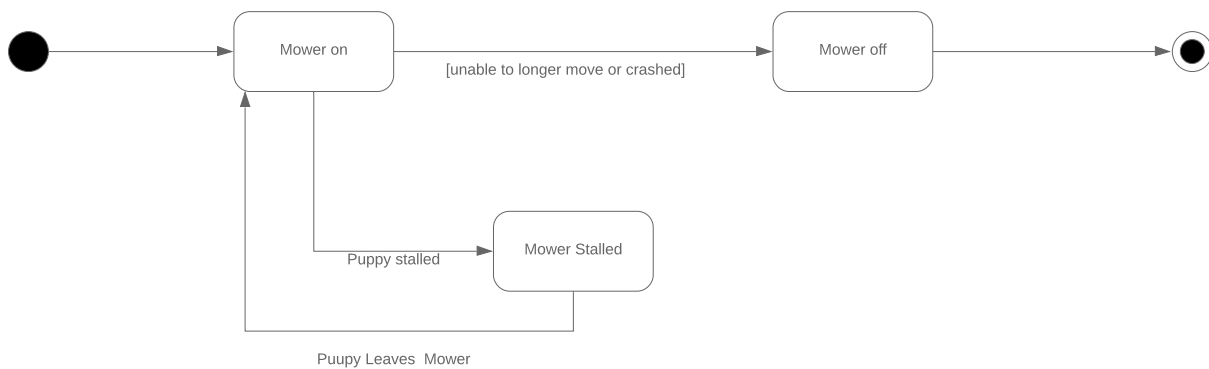 Mower on
Mower off
[unable to longer move or crashed]
Mower Stalled
Puppy stalled
Puupy Leaves  Mower